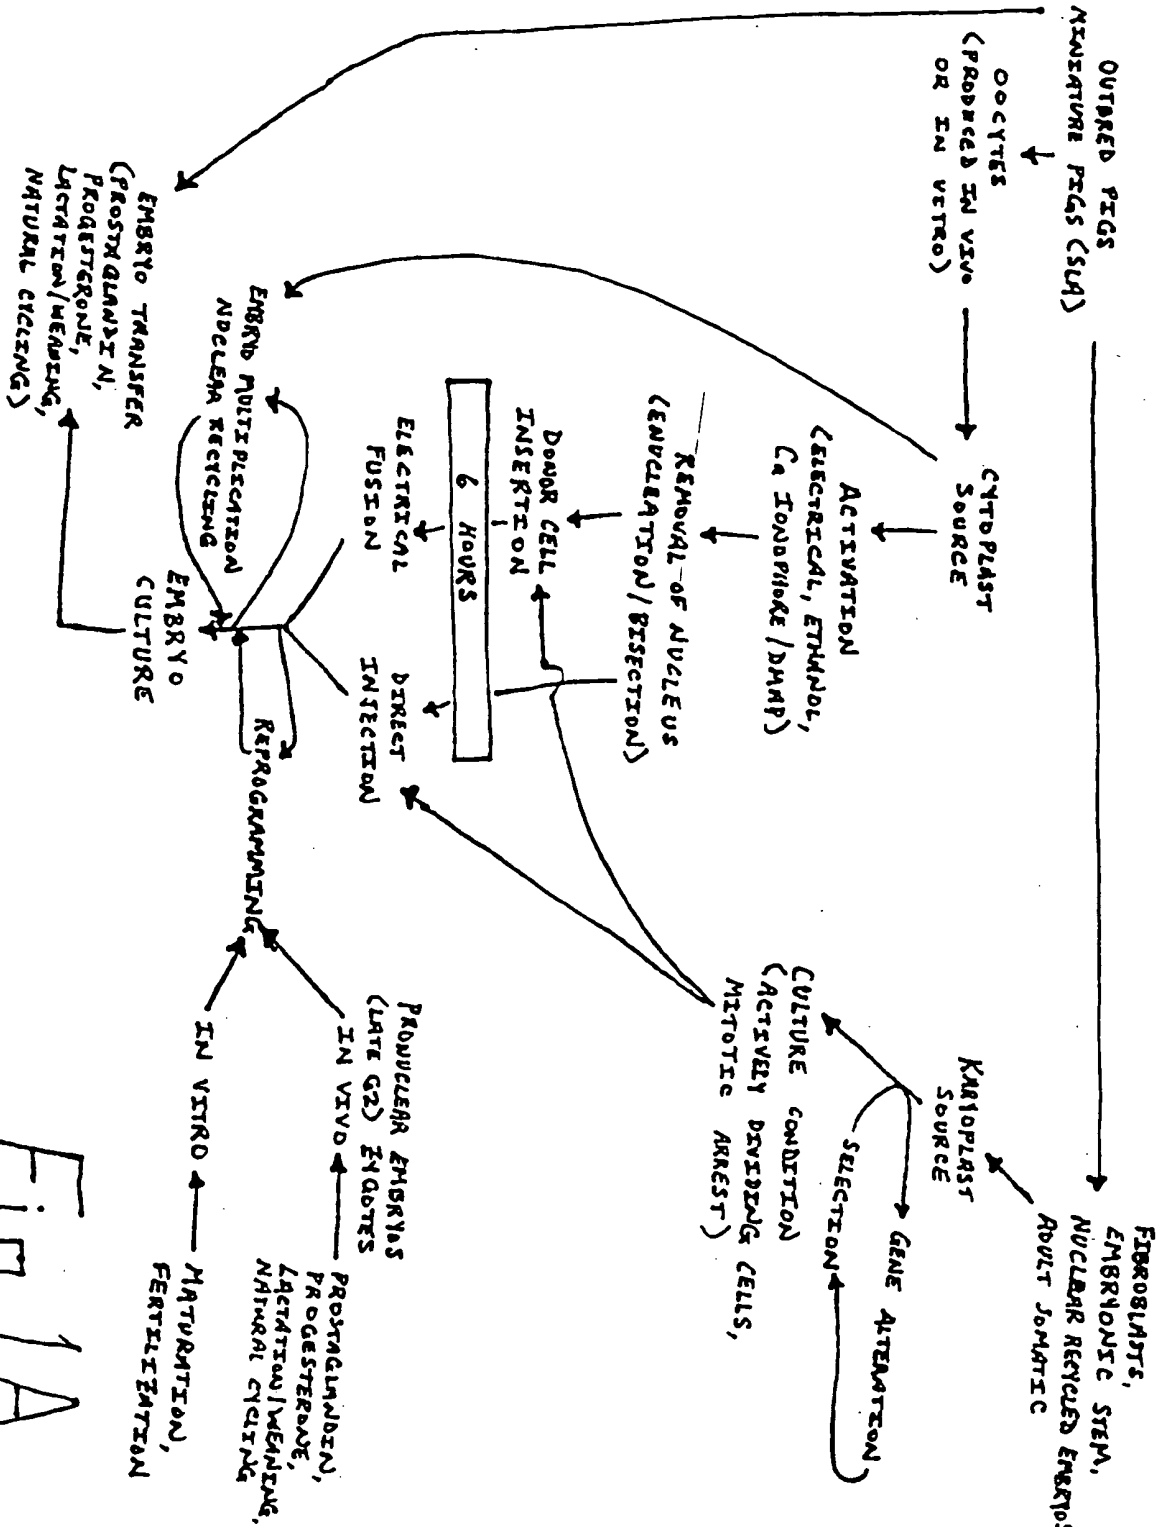 OUTBRED PIGS
MINIATURE PIGS (SLA)
OOCYTES
(PRODUCED IN VIVO
OR IN VITRO)
CYTOPLAST
SOURCE
ACTIVATION
(ELECTRICAL, ETHANOL,
Ca IONOPHORE/DMAP)
REMOVAL OF NUCLEUS
(ENUCLEATION/BISECTION)
DONOR CELL
INSERTION
6 HOURS
ELECTRICAL
FUSION
DIRECT
INJECTION
EMBRYO MULTIPLICATION
NUCLEAR RECYCLING
EMBRYO
CULTURE
EMBRYO TRANSFER
(PROSTAGLANDIN,
PROGESTERONE,
LACTATION/WEANING,
NATURAL CYCLING)
FIBROBLASTS,
EMBRYONIC STEM,
NUCLEAR RECYCLED EMBRYOS
ADULT SOMATIC
KARYOPLAST
SOURCE
GENE ALTERATION
SELECTION
CULTURE CONDITION
(ACTIVELY DIVIDING CELLS,
MITOTIC ARREST)
REPROGRAMMING
PRONUCLEAR EMBRYOS
(LATE G2) ZYGOTES
IN VIVO
PROSTAGLANDIN,
PROGESTERONE,
LACTATION/WEANING,
NATURAL CYCLING
IN VITRO
MATURATION,
FERTILIZATION
Fig 1A